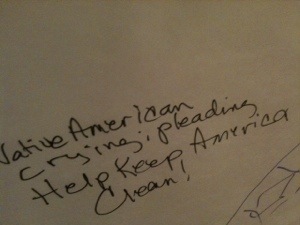 Native American
crying, pleading
Help Keep America
Clean!